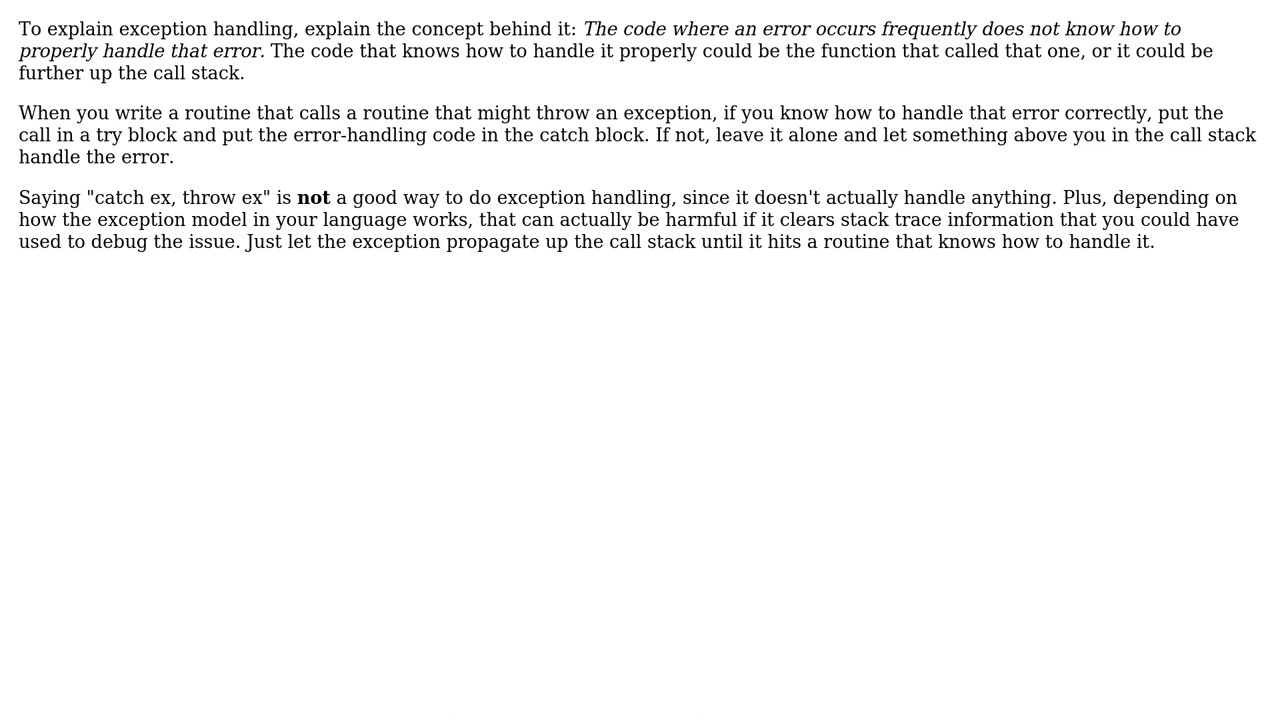 To explain exception handling, explain the concept behind it: The code where an error occurs frequently does not know how to
properly handle that error. The code that knows how to handle it properly could be the function that called that one, or it could be
further up the call stack.
When you write a routine that calls a routine that might throw an exception, if you know how to handle that error correctly, put the
call in a try block and put the error-handling code in the catch block. If not, leave it alone and let something above you in the call stack
handle the error.
Saying "catch ex, throw ex" is not a good way to do exception handling, since it doesn't actually handle anything. Plus, depending on
how the exception model in your language works, that can actually be harmful if it clears stack trace information that you could have
used to debug the issue. Just let the exception propagate up the call stack until it hits a routine that knows how to handle it.